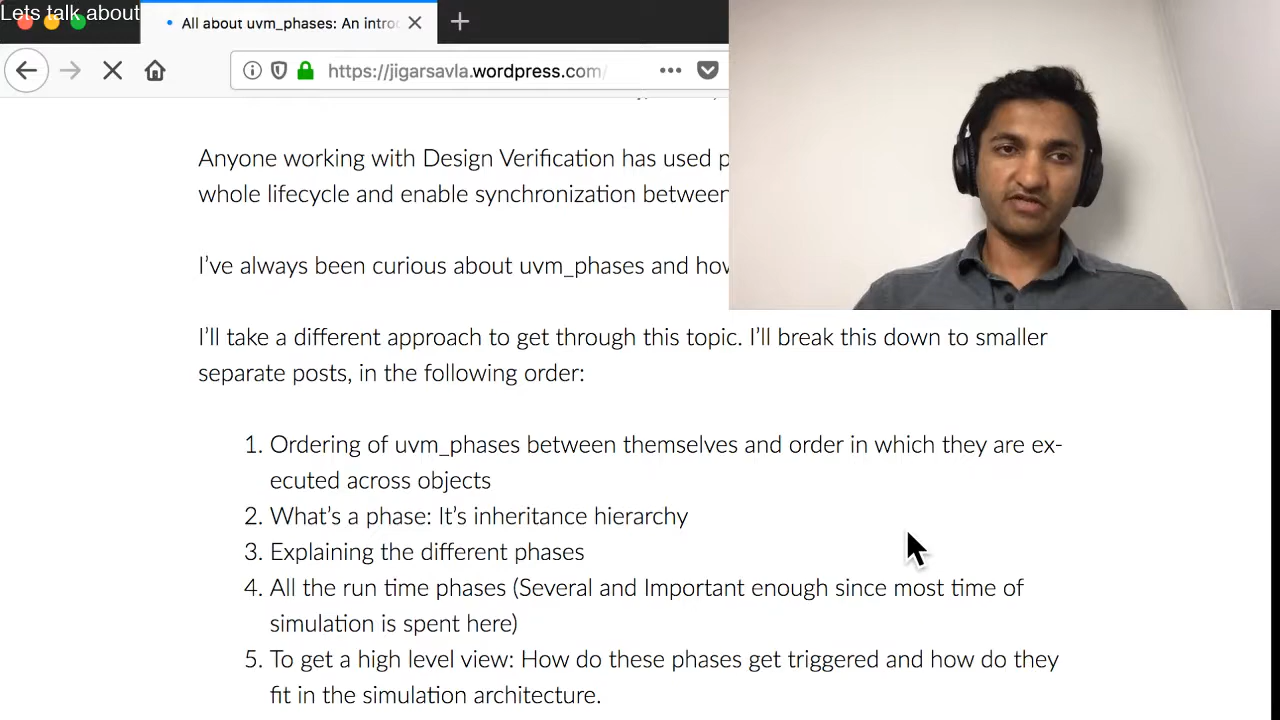 Lets talk about
All about uvm_phases: An intro
https://jigarsavla.wordpress.com/
Anyone working with Design Verification has used p
whole lifecycle and enable synchronization between
I've always been curious about uvm_phases and how
I'll take a different approach to get through this topic. I'll break this down to smaller
separate posts, in the following order:
1. Ordering of uvm_phases between themselves and order in which they are ex-
ecuted across objects
2. What's a phase: It's inheritance hierarchy
3. Explaining the different phases
4. All the run time phases (Several and Important enough since most time of
simulation is spent here)
5. To get a high level view: How do these phases get triggered and how do they
fit in the simulation architecture.